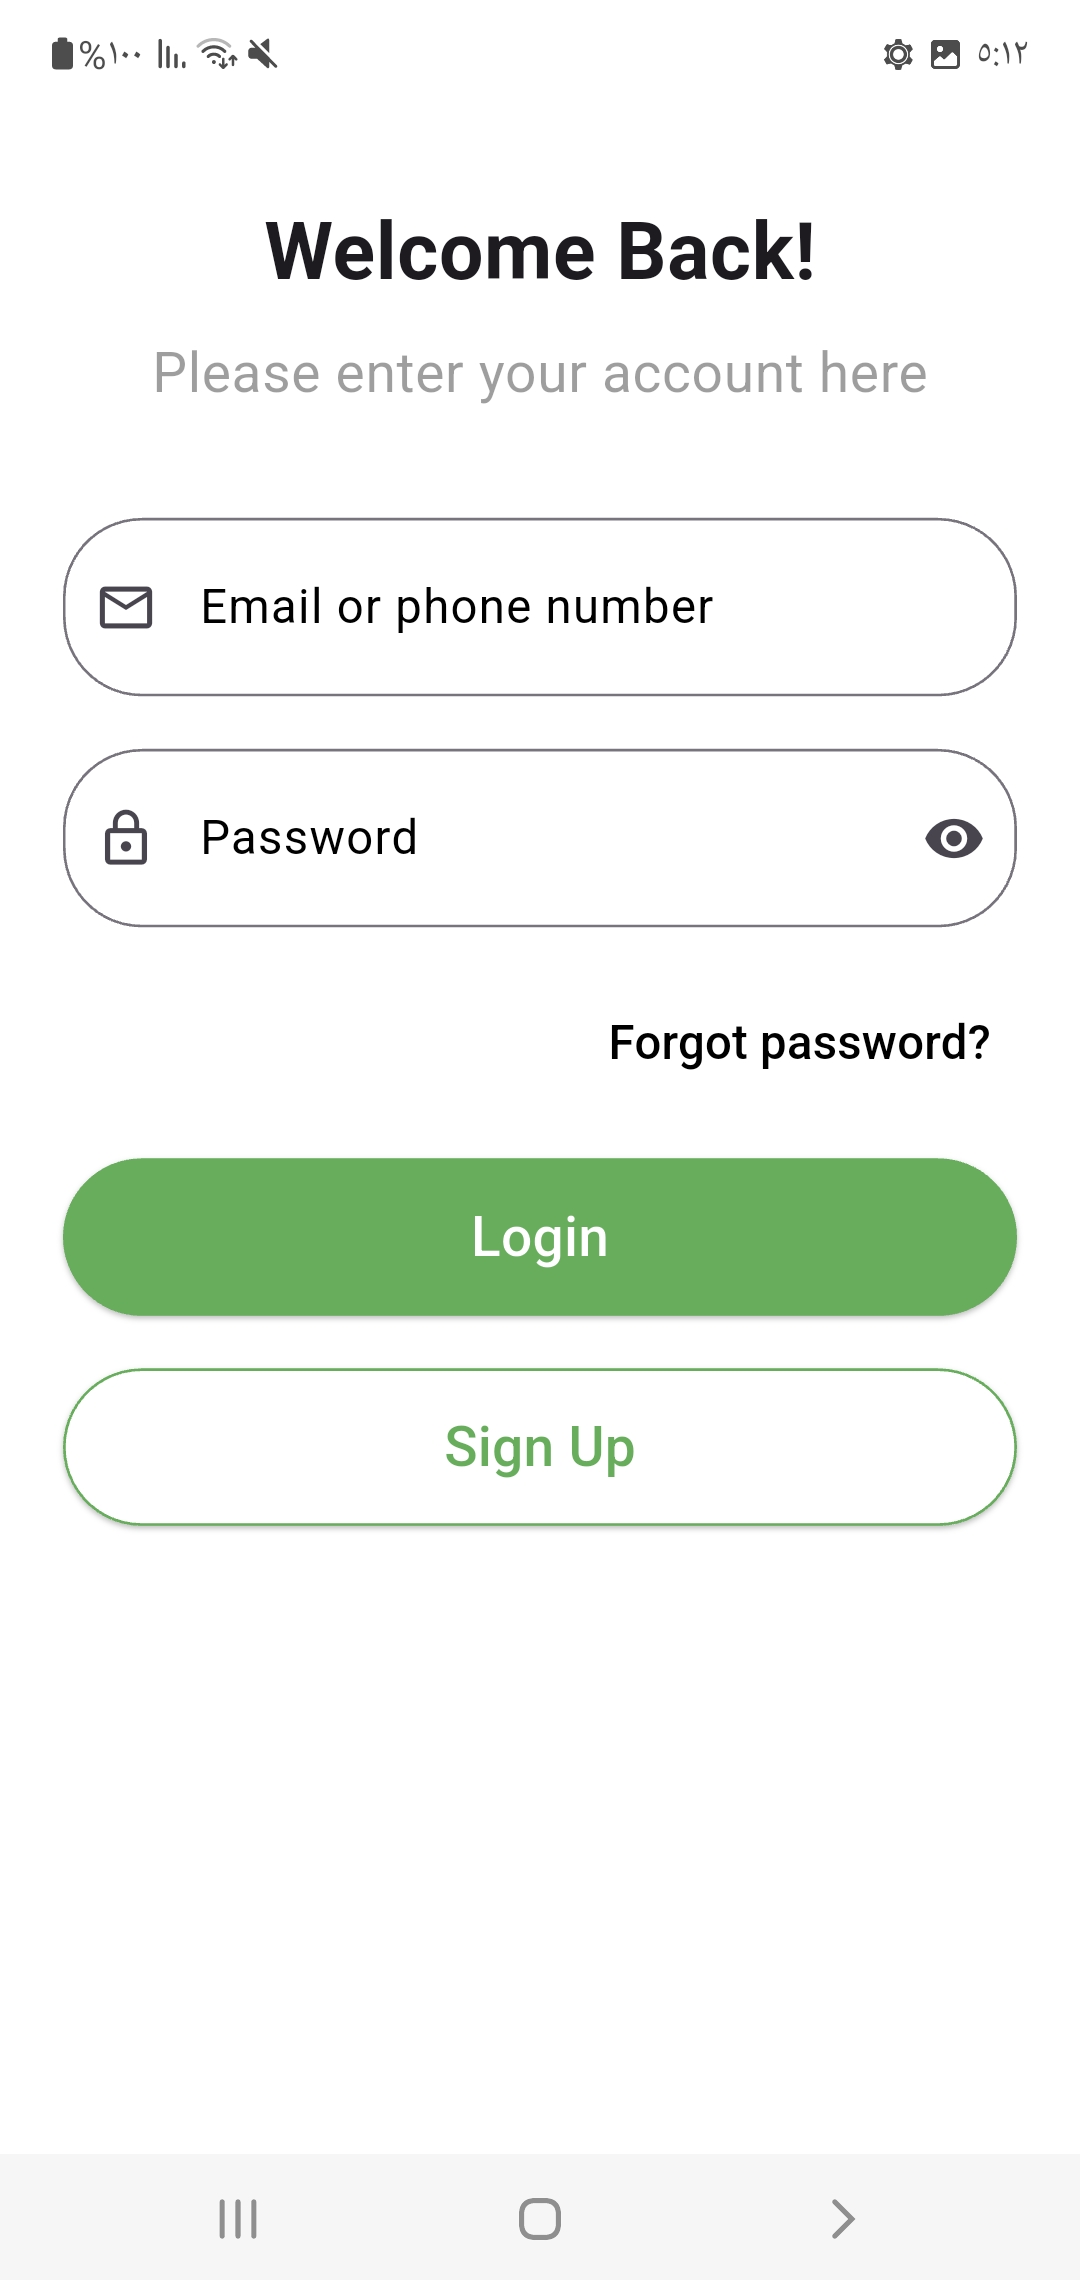 %١٠٠ ٥:١٢
Welcome Back!
Please enter your account here
Email or phone number
Password
Forgot password?
Login
Sign Up